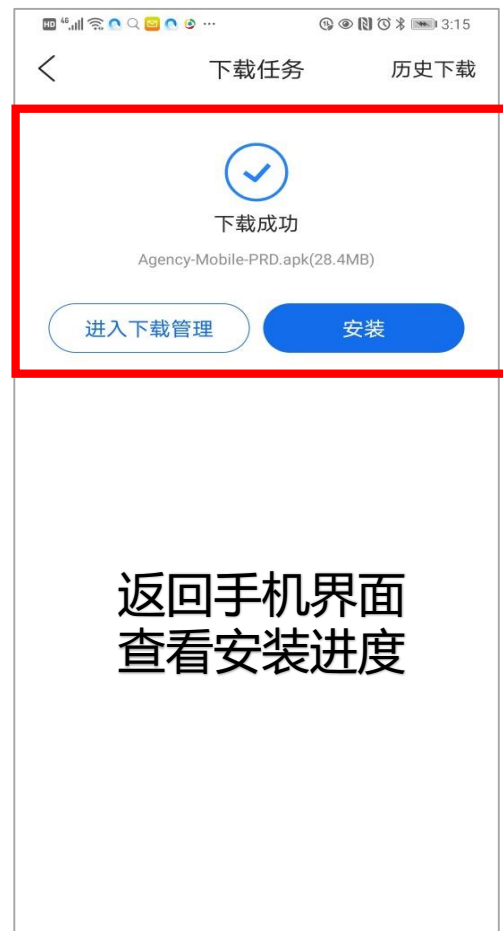 HD 4G 3:15
下载任务 历史下载
下载成功
Agency-Mobile-PRD.apk(28.4MB)
进入下载管理 安装
返回手机界面
查看安装进度